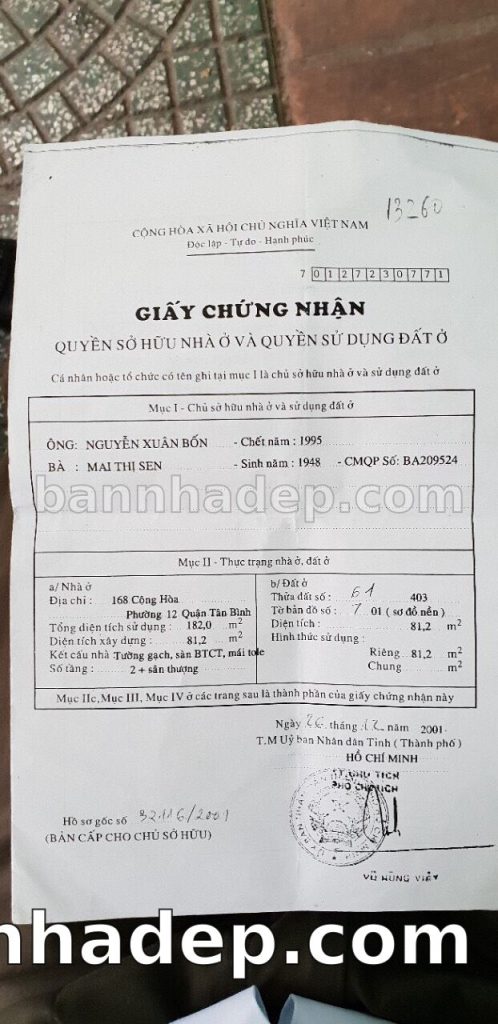 13260
CỘNG HÒA XÃ HỘI CHỦ NGHĨA VIỆT NAM
Độc lập - Tự do - Hạnh phúc
7 0127230771
GIẤY CHỨNG NHẬN
QUYỀN SỞ HỮU NHÀ Ở VÀ QUYỀN SỬ DỤNG ĐẤT Ở
Cá nhân hoặc tổ chức có tên ghi tại mục I là chủ sở hữu nhà ở và sử dụng đất ở
Mục I - Chủ sở hữu nhà ở và sử dụng đất ở
ÔNG: NGUYỄN XUÂN BỐN - Chết năm : 1995
BÀ : MAI THỊ SEN - Sinh năm : 1948 - CMQP Số: BA209524
bannhadep.com
Mục II - Thực trạng nhà ở, đất ở
a/ Nhà ở
Địa chỉ : 168 Cộng Hòa
Phường 12 Quận Tân Bình
Tổng diện tích sử dụng : 182,0 m2
Diện tích xây dựng : 81,2 m2
Kết cấu nhà : Tường gạch, sàn BTCT, mái tole
Số tầng : 2 + sân thượng
b/ Đất ở
Thửa đất số : 61 403
Tờ bản đồ số : 7 01 ( sơ đồ nền )
Diện tích : 81,2 m2
Hình thức sử dụng :
Riêng : 81,2 m2
Chung m2
Mục IIc, Mục III, Mục IV ở các trang sau là thành phần của giấy chứng nhận này
Ngày 26 tháng 12 năm 2001
T.M Uỷ ban Nhân dân Tỉnh ( Thành phố )
HỒ CHÍ MINH
KT. CHỦ TỊCH
PHÓ CHỦ TỊCH
Hồ sơ gốc số 32116/2001
(BẢN CẤP CHO CHỦ SỞ HỮU)
VŨ HÙNG VIỆT
nhadep.com